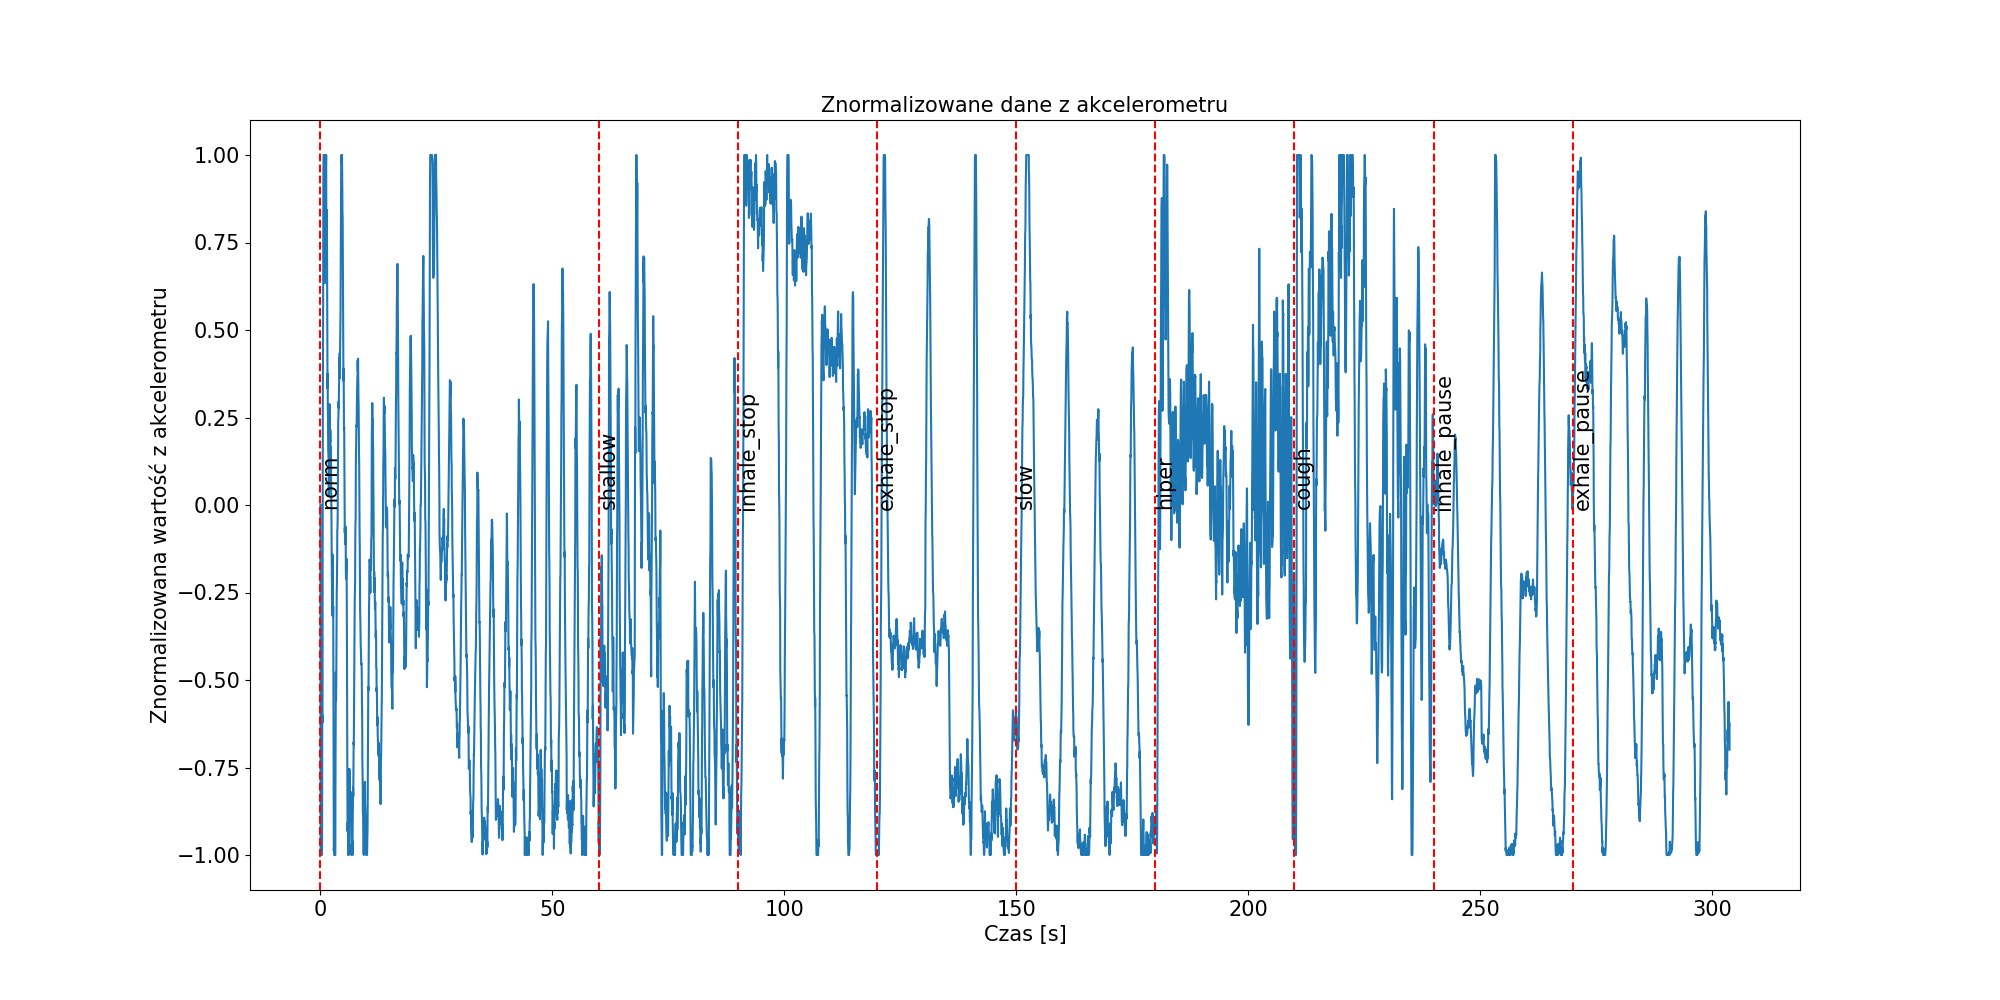 Znormalizowane dane z akcelerometru
Znormalizowana wartość z akcelerometru
1.00
0.75
0.50
0.25
0.00
−0.25
−0.50
−0.75
−1.00
norm
shallow
inhale_stop
exhale_stop
slow
hiper
cough
inhale_pause
exhale_pause
0
50
100
150
200
250
300
Czas [s]